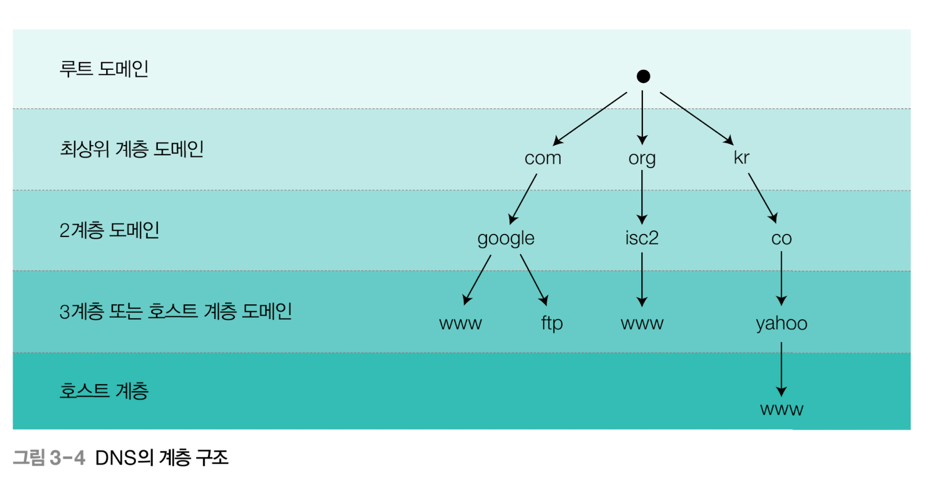 루트 도메인
최상위 계층 도메인
com org kr
2계층 도메인
google isc2 co
3계층 또는 호스트 계층 도메인
www ftp www yahoo
호스트 계층
www
그림 3-4 DNS의 계층 구조